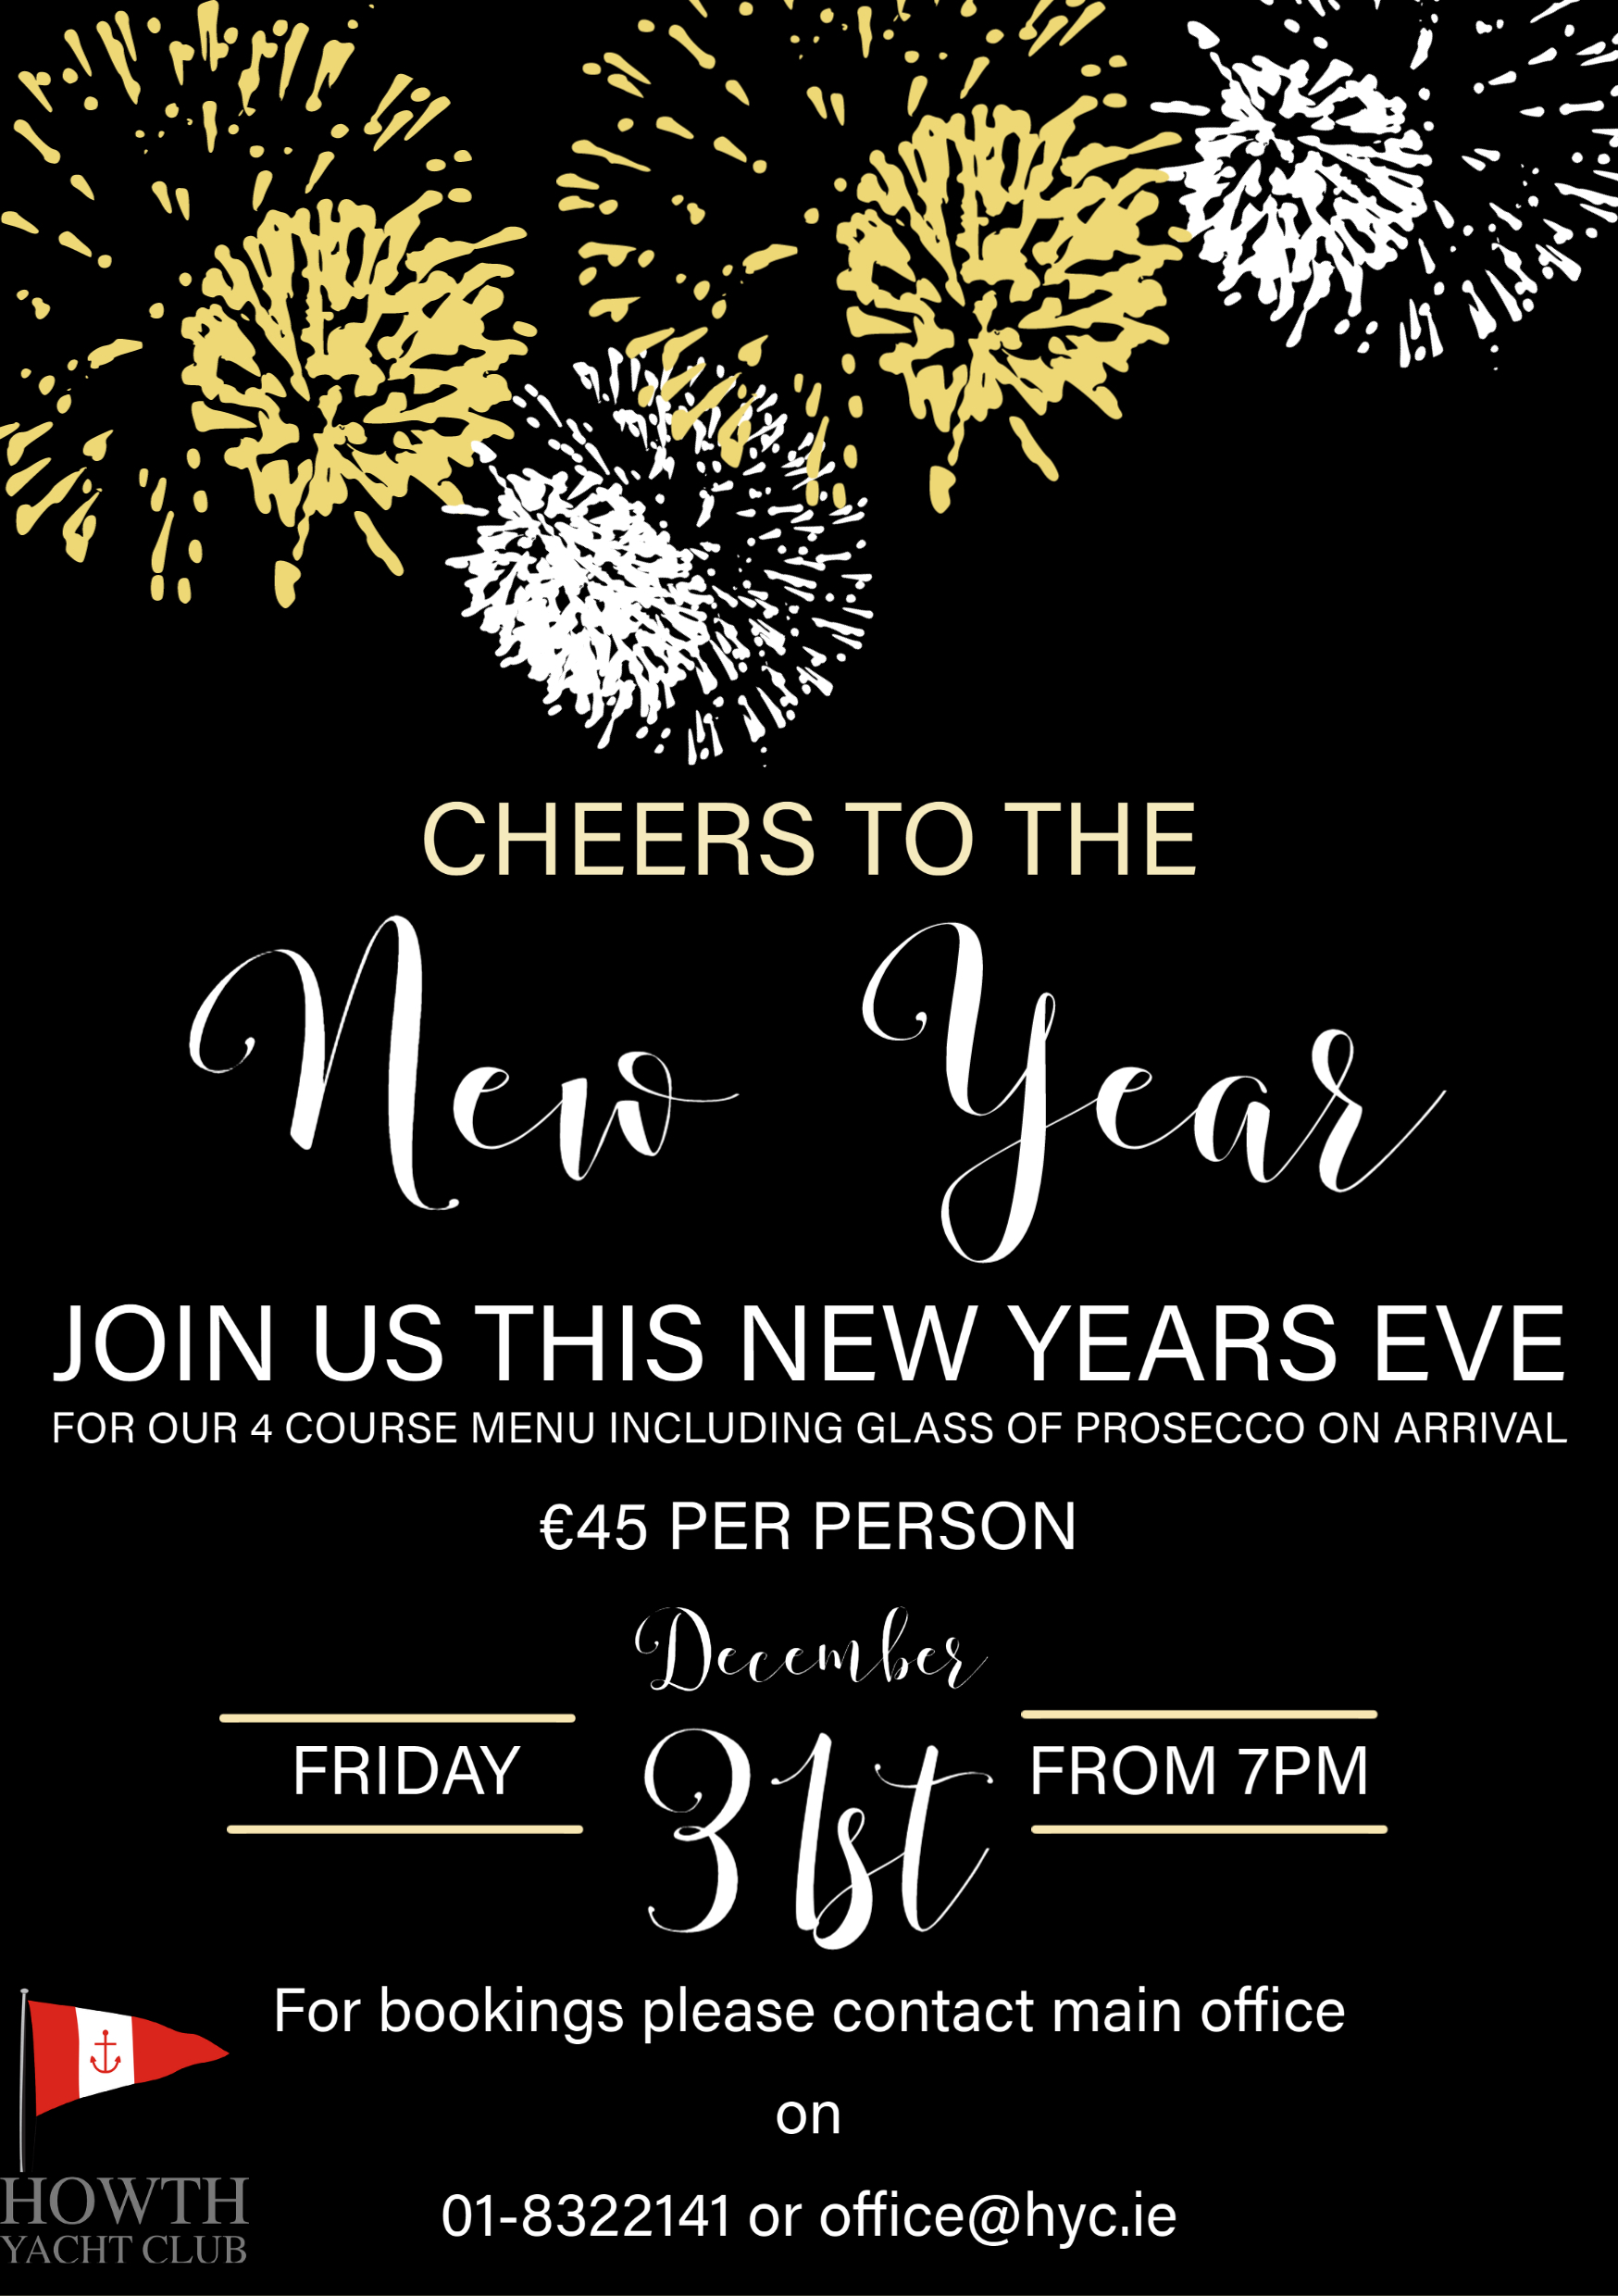 CHEERS TO THE
New Year
JOIN US THIS NEW YEARS EVE
FOR OUR 4 COURSE MENU INCLUDING GLASS OF PROSECCO ON ARRIVAL
€45 PER PERSON
December
FRIDAY
31st
FROM 7PM
For bookings please contact main office
on
01-8322141 or office@hyc.ie
HOWTH
YACHT CLUB